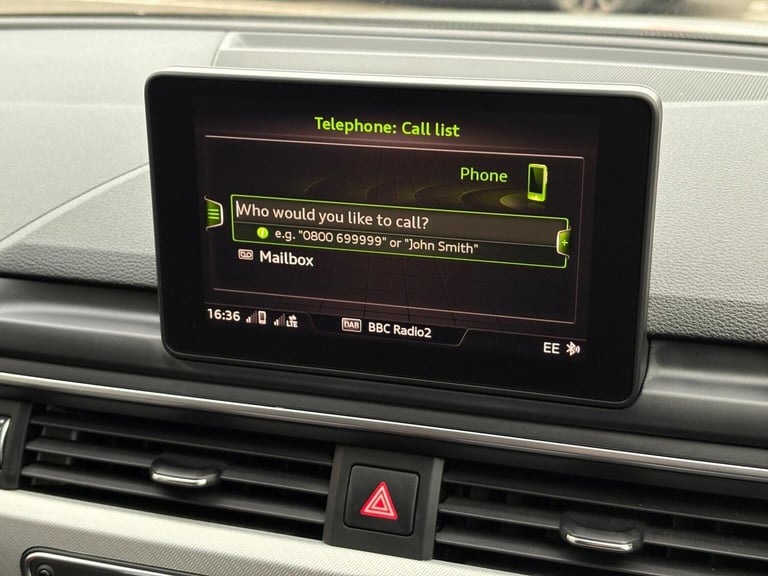 Telephone: Call list
Phone
Who would you like to call?
e.g. "0800 699999" or "John Smith"
Mailbox
16:36 LTE DAB BBC Radio2 EE